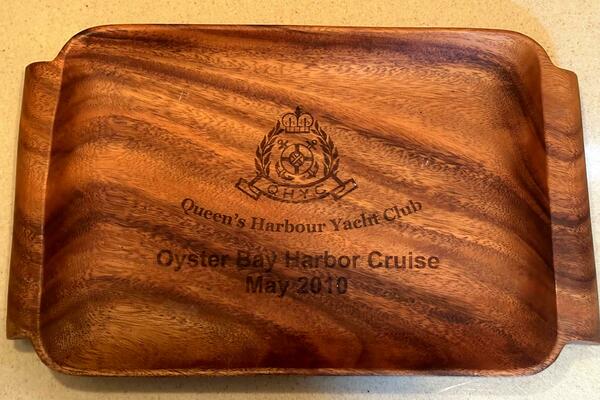 QHYC
Queen's Harbour Yacht Club
Oyster Bay Harbor Cruise
May 2010